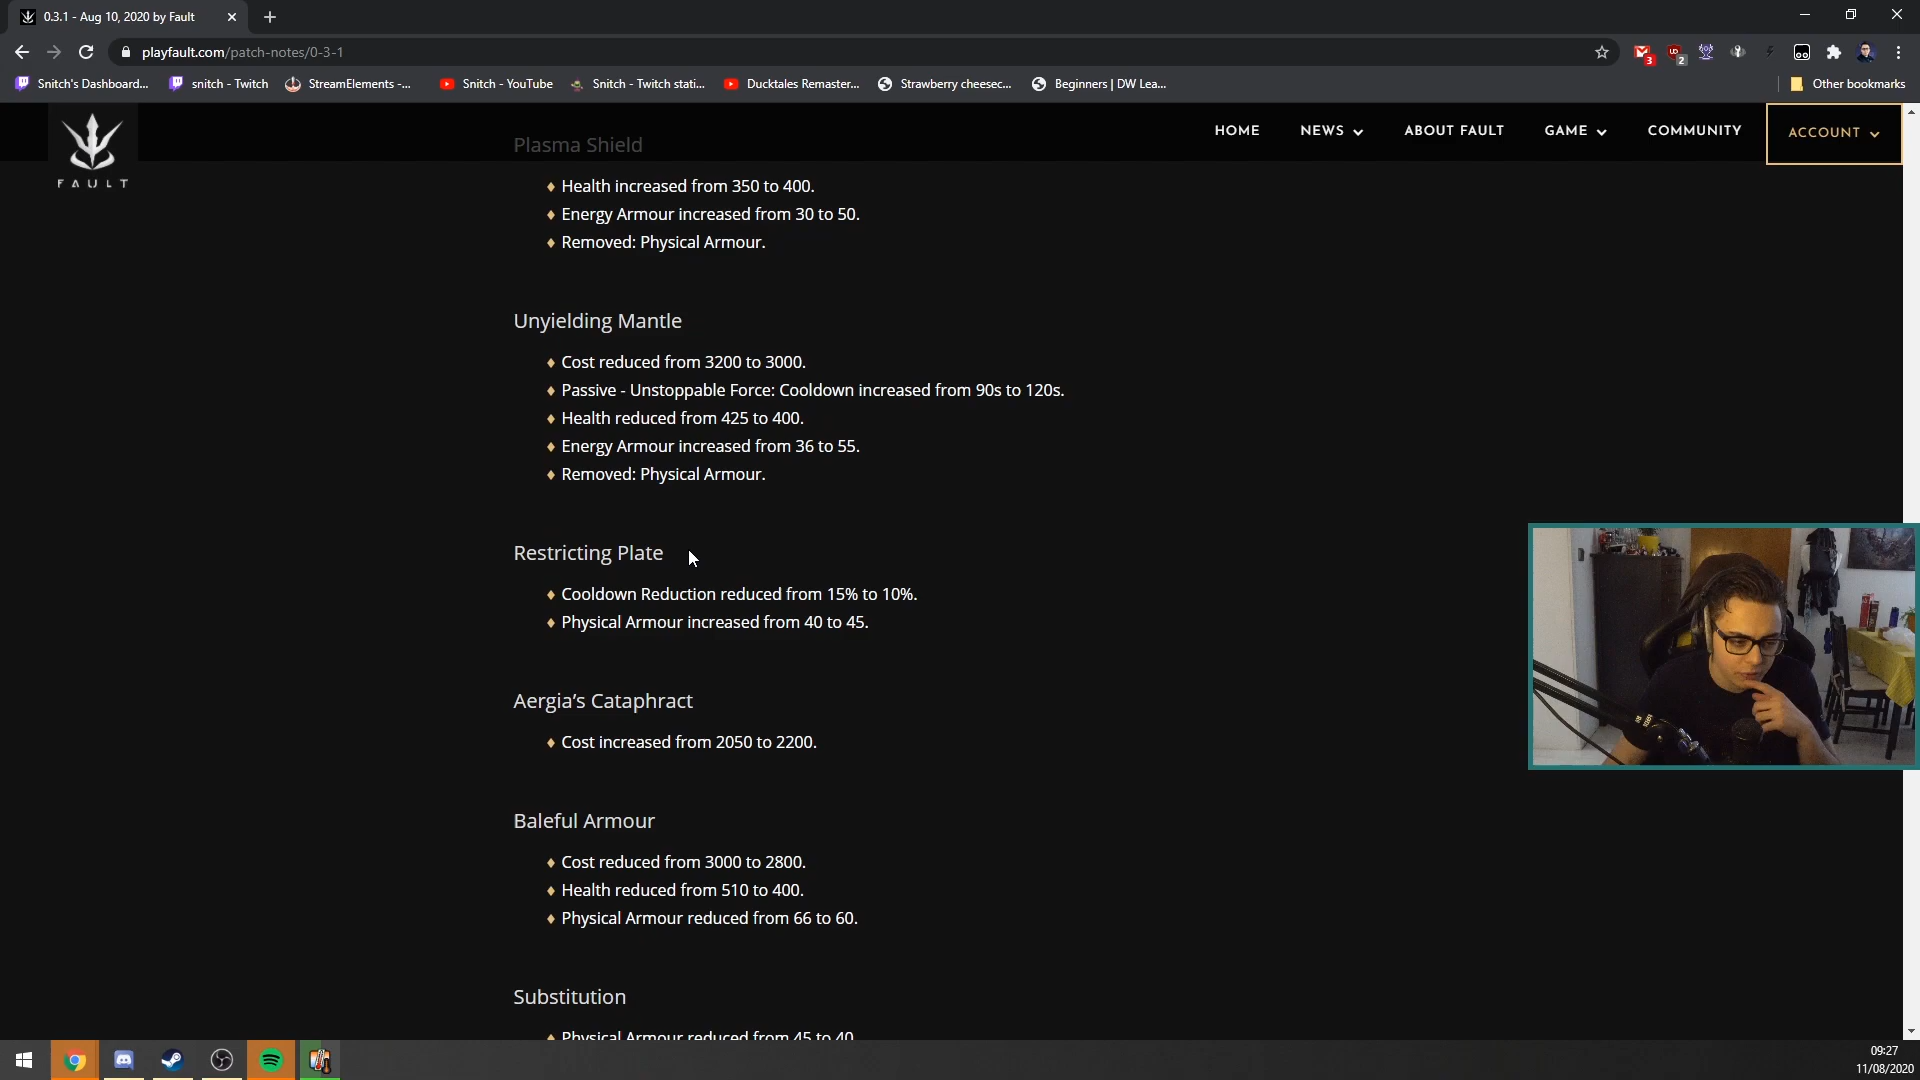 0.3.1 - Aug 10, 2020 by Fault
playfault.com/patch-notes/0-3-1
3
2
Snitch's Dashboard...
snitch - Twitch
StreamElements -...
Snitch - YouTube
Snitch - Twitch stati...
Ducktales Remaster...
Strawberry cheesec...
Beginners | DW Lea...
Other bookmarks
FAULT
HOME
NEWS
ABOUT FAULT
GAME
COMMUNITY
ACCOUNT
Plasma Shield
Health increased from 350 to 400.
Energy Armour increased from 30 to 50.
Removed: Physical Armour.
Unyielding Mantle
Cost reduced from 3200 to 3000.
Passive - Unstoppable Force: Cooldown increased from 90s to 120s.
Health reduced from 425 to 400.
Energy Armour increased from 36 to 55.
Removed: Physical Armour.
Restricting Plate
Cooldown Reduction reduced from 15% to 10%.
Physical Armour increased from 40 to 45.
Aergia's Cataphract
Cost increased from 2050 to 2200.
Baleful Armour
Cost reduced from 3000 to 2800.
Health reduced from 510 to 400.
Physical Armour reduced from 66 to 60.
Substitution
Physical Armour reduced from 45 to 40
09:27
11/08/2020